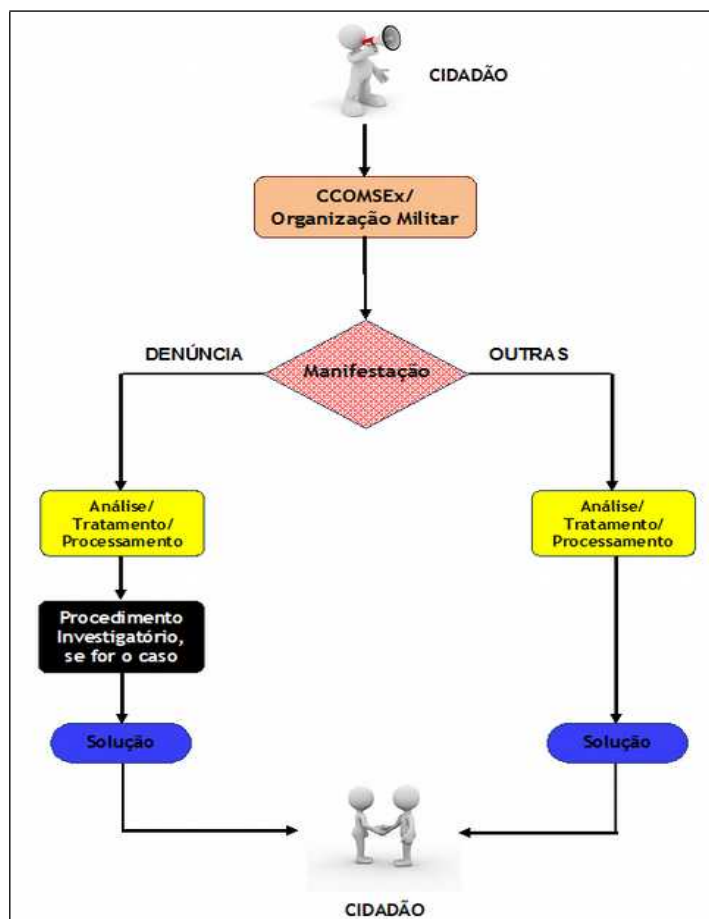 CIDADÃO
CCOMSEx/
Organização Militar
DENÚNCIA
OUTRAS
Manifestação
Análise/
Tratamento/
Processamento
Análise/
Tratamento/
Processamento
Procedimento
Investigatório,
se for o caso
Solução
Solução
CIDADÃO